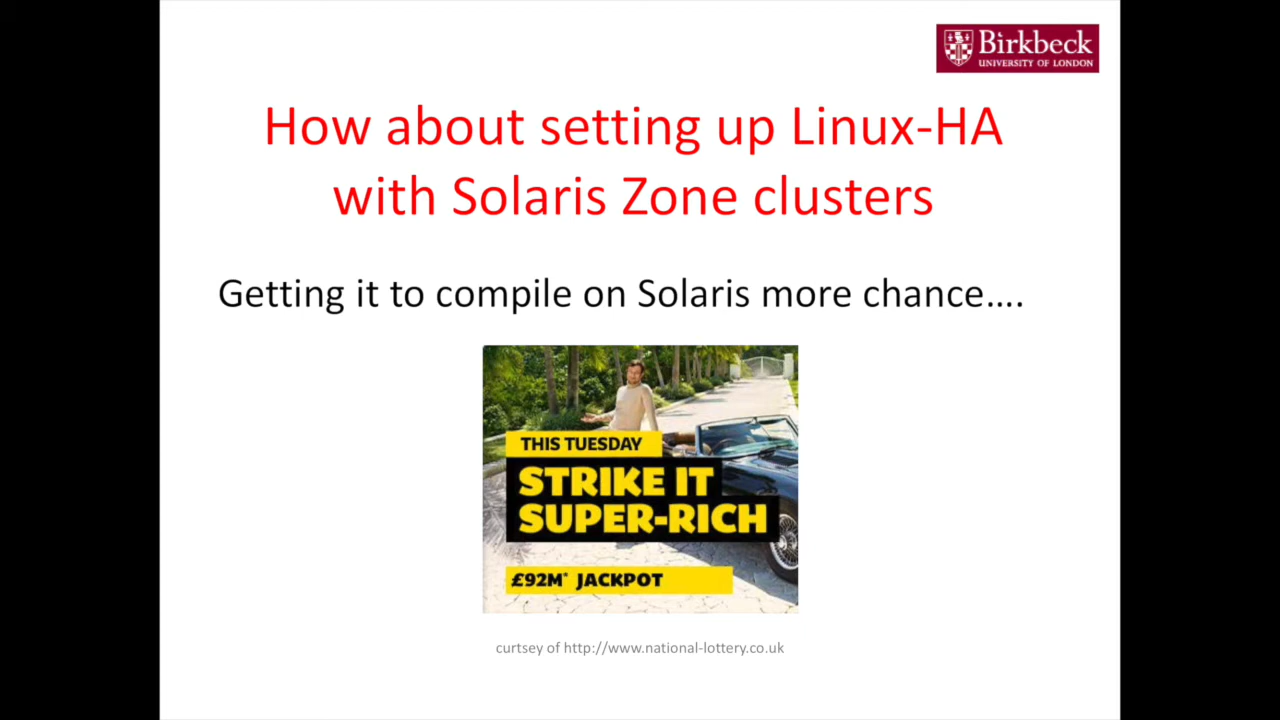 Birkbeck
UNIVERSITY OF LONDON
How about setting up Linux-HA
with Solaris Zone clusters
Getting it to compile on Solaris more chance....
THIS TUESDAY
STRIKE IT
SUPER-RICH
£92M* JACKPOT
curtsey of http://www.national-lottery.co.uk